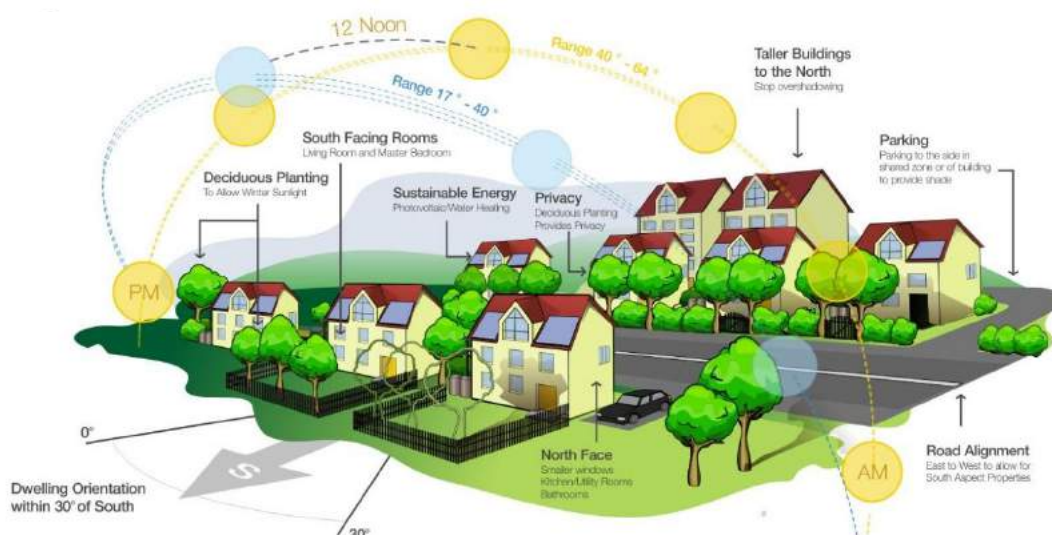 12 Noon
Range 40° - 64°
Range 17° - 40°
Taller Buildings
to the North
Stop overshadowing
South Facing Rooms
Living Room and Master Bedroom
Parking
Parking to the side in
shared zone or of building
to provide shade
Deciduous Planting
To Allow Winter Sunlight
Sustainable Energy
Photovoltaic/Water Heating
Privacy
Deciduous Planting
Provides Privacy
PM
0°
S
Dwelling Orientation
within 30° of South
30°
North Face
Smaller windows
Kitchen/Utility Rooms
Bathrooms
AM
Road Alignment
East to West to allow for
South Aspect Properties